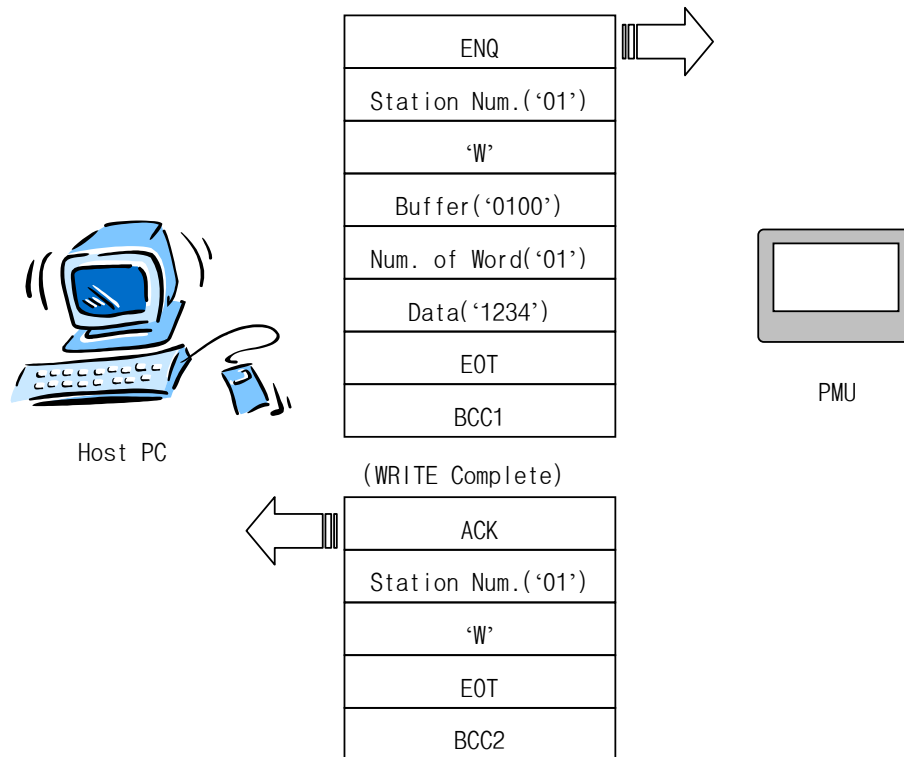 ENQ
Station Num.(‘01’)
‘W’
Buffer(‘0100’)
Num. of Word(‘01’)
Data(‘1234’)
EOT
BCC1
Host PC
PMU
(WRITE Complete)
ACK
Station Num.(‘01’)
‘W’
EOT
BCC2